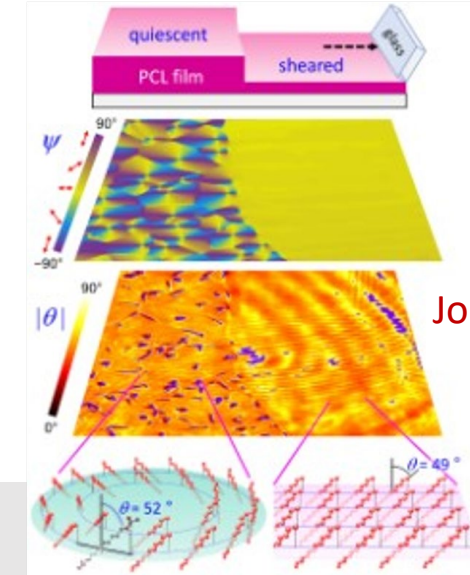 quiescent
glass
sheared
PCL film
ψ
90°
−90°
90°
|θ|
Jo
0°
θ = 49 °
θ = 52 °